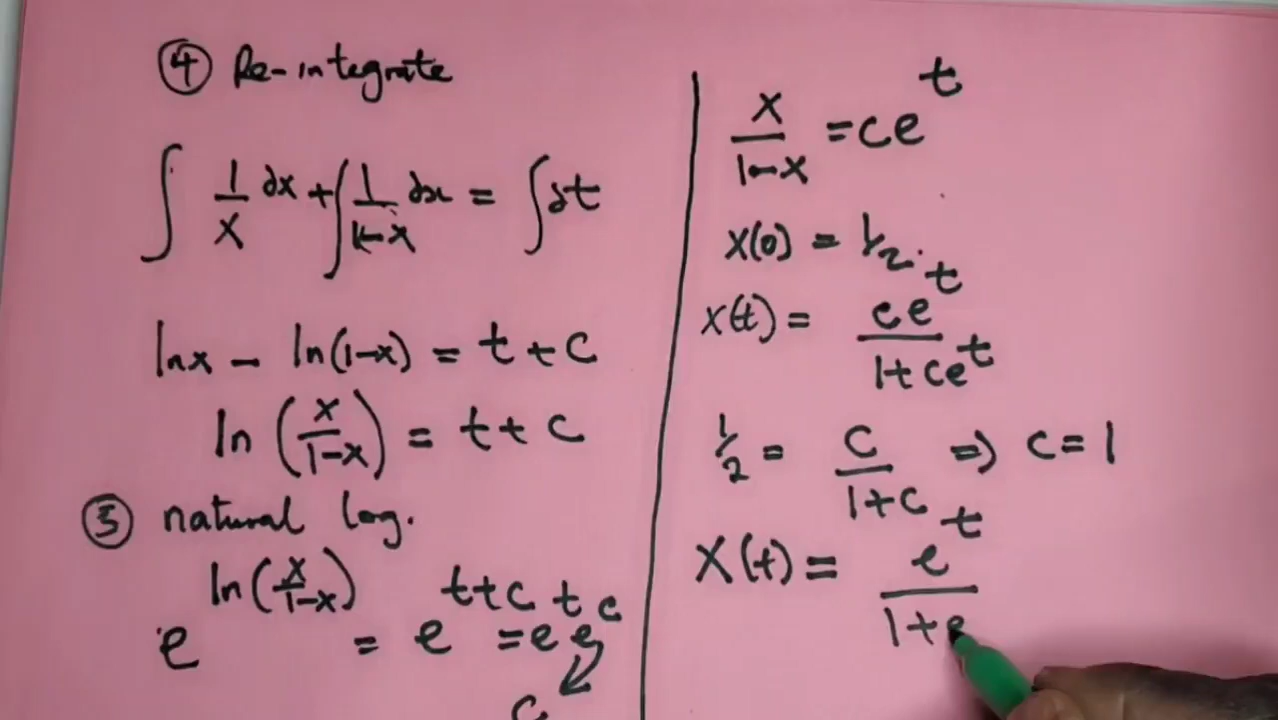 ④ Re-integrate
∫ 1/x dx + ∫ 1/1-x dx = ∫dt
lnx - ln(1-x) = t + c
ln (x/1-x) = t + c
⑤ natural log.
e^ln(x/1-x) = e^t+c = e^t e^c
c
x/1-x = ce^t
x(0) = 1/2.
x(t) = ce^t/1+ce^t
1/2 = c/1+c ⇒ c = 1
x(t) = e^t/1+e